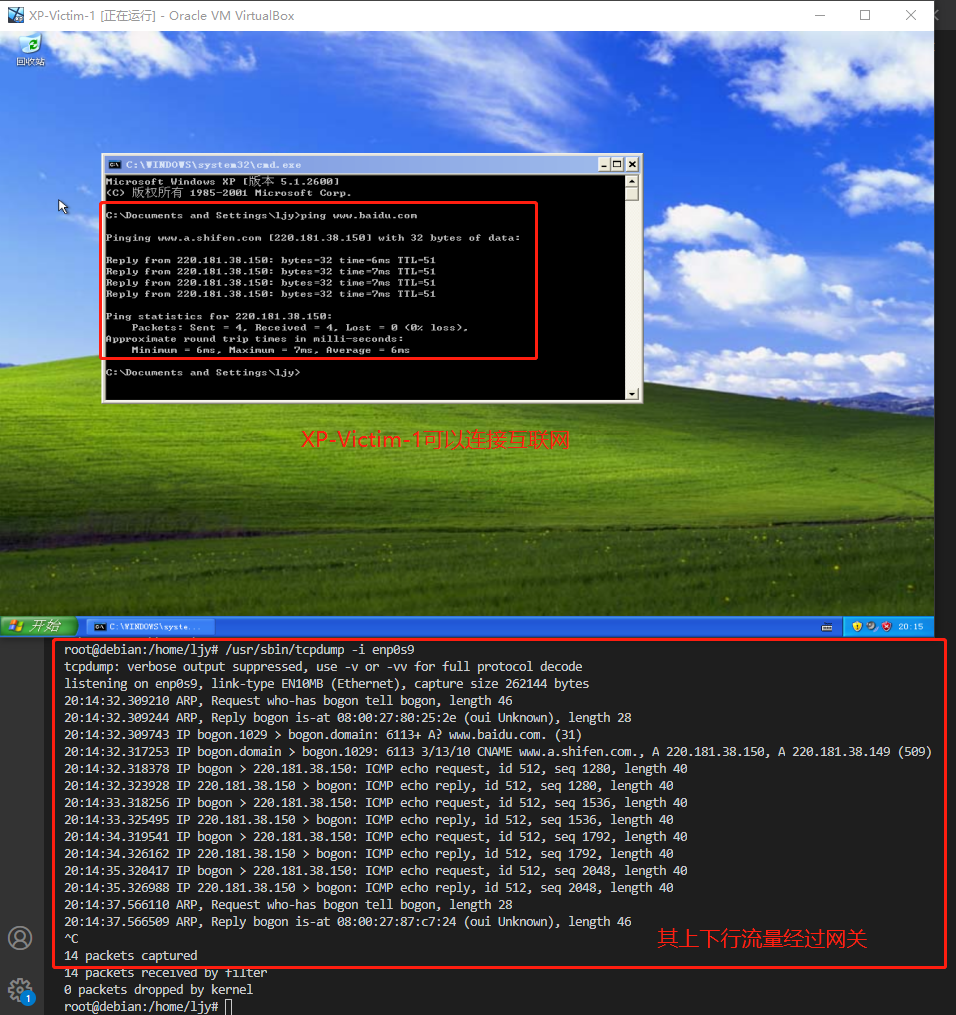 XP-Victim-1 [正在运行] - Oracle VM VirtualBox
回收站
C:\WINDOWS\system32\cmd.exe
Microsoft Windows XP [版本 5.1.2600]
(C) 版权所有 1985-2001 Microsoft Corp.
C:\Documents and Settings\ljy>ping www.baidu.com
Pinging www.a.shifen.com [220.181.38.150] with 32 bytes of data:
Reply from 220.181.38.150: bytes=32 time=6ms TTL=51
Reply from 220.181.38.150: bytes=32 time=7ms TTL=51
Reply from 220.181.38.150: bytes=32 time=7ms TTL=51
Reply from 220.181.38.150: bytes=32 time=7ms TTL=51
Ping statistics for 220.181.38.150:
Packets: Sent = 4, Received = 4, Lost = 0 (0% loss),
Approximate round trip times in milli-seconds:
Minimum = 6ms, Maximum = 7ms, Average = 6ms
C:\Documents and Settings\ljy>
XP-Victim-1可以连接互联网
开始
C:\WINDOWS\syste...
20:15
root@debian:/home/ljy# /usr/sbin/tcpdump -i enp0s9
tcpdump: verbose output suppressed, use -v or -vv for full protocol decode
listening on enp0s9, link-type EN10MB (Ethernet), capture size 262144 bytes
20:14:32.309210 ARP, Request who-has bogon tell bogon, length 46
20:14:32.309244 ARP, Reply bogon is-at 08:00:27:80:25:2e (oui Unknown), length 28
20:14:32.309743 IP bogon.1029 > bogon.domain: 6113+ A? www.baidu.com. (31)
20:14:32.317253 IP bogon.domain > bogon.1029: 6113 3/13/10 CNAME www.a.shifen.com., A 220.181.38.150, A 220.181.38.149 (509)
20:14:32.318378 IP bogon > 220.181.38.150: ICMP echo request, id 512, seq 1280, length 40
20:14:32.323928 IP 220.181.38.150 > bogon: ICMP echo reply, id 512, seq 1280, length 40
20:14:33.318256 IP bogon > 220.181.38.150: ICMP echo request, id 512, seq 1536, length 40
20:14:33.325495 IP 220.181.38.150 > bogon: ICMP echo reply, id 512, seq 1536, length 40
20:14:34.319541 IP bogon > 220.181.38.150: ICMP echo request, id 512, seq 1792, length 40
20:14:34.326162 IP 220.181.38.150 > bogon: ICMP echo reply, id 512, seq 1792, length 40
20:14:35.320417 IP bogon > 220.181.38.150: ICMP echo request, id 512, seq 2048, length 40
20:14:35.326988 IP 220.181.38.150 > bogon: ICMP echo reply, id 512, seq 2048, length 40
20:14:37.566110 ARP, Request who-has bogon tell bogon, length 28
20:14:37.566509 ARP, Reply bogon is-at 08:00:27:87:c7:24 (oui Unknown), length 46
^C
其上下行流量经过网关
14 packets captured
14 packets received by filter
0 packets dropped by kernel
root@debian:/home/ljy#
1